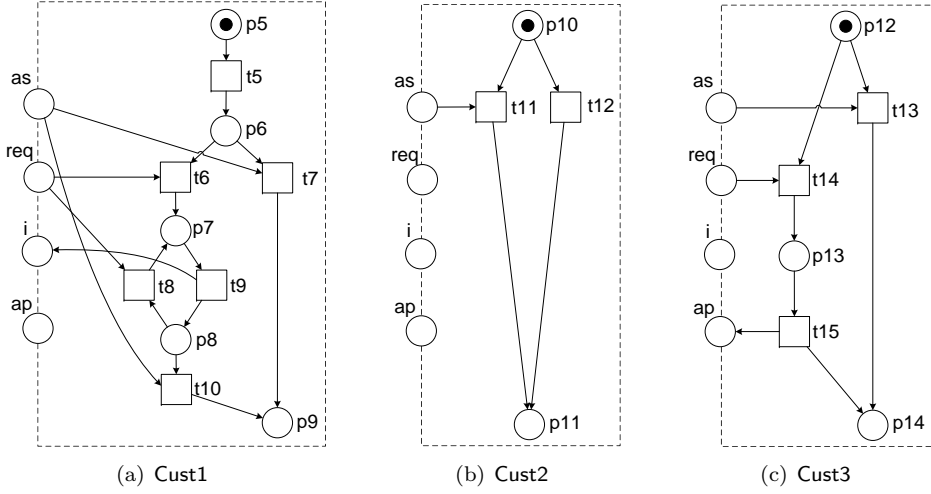 p5
t5
as
p6
req
t6
t7
p7
i
t8
t9
ap
p8
t10
p9
(a) Cust1
p10
as
t11
t12
req
i
ap
p11
(b) Cust2
p12
as
t13
req
t14
i
p13
ap
t15
p14
(c) Cust3